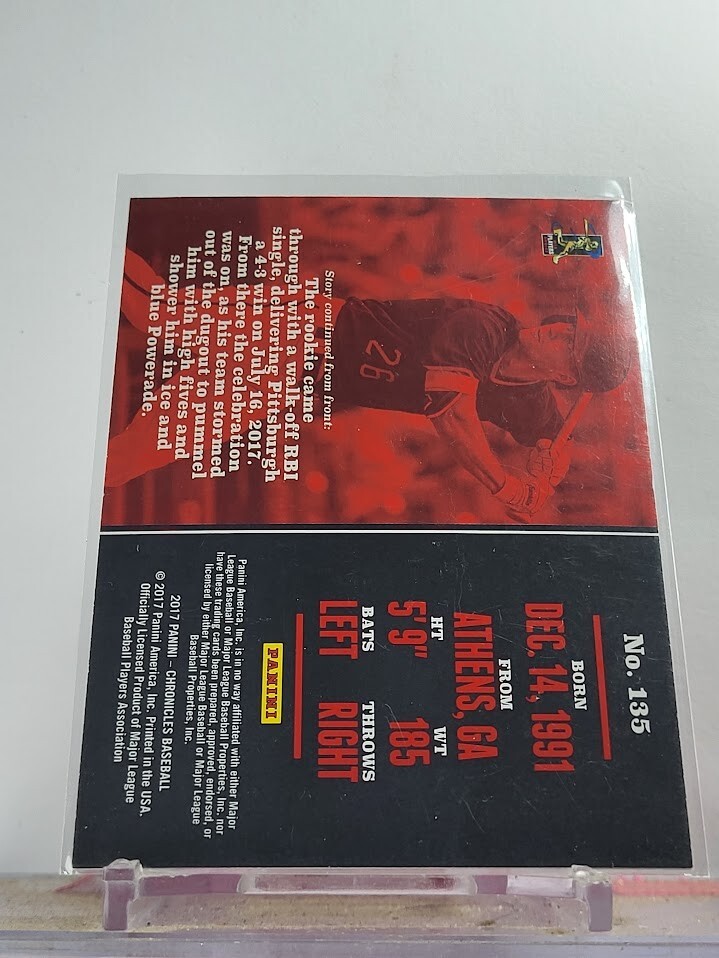 No. 135
BORN
DEC. 14, 1991
FROM
ATHENS, GA
HT WT
5' 9" 185
BATS THROWS
LEFT RIGHT
PANINI
Panini America, Inc. is in no way affiliated with either Major
League Baseball or Major League Baseball Properties, Inc. nor
have these trading cards been prepared, approved, endorsed, or
licensed by either Major League Baseball or Major League
Baseball Properties, Inc.
2017 PANINI – CHRONICLES BASEBALL
© 2017 Panini America, Inc. Printed in the USA.
Officially Licensed Product of Major League
Baseball Players Association
26
Story continued from front:
The rookie came
through with a walk-off RBI
single, delivering Pittsburgh
a 4-3 win on July 16, 2017.
From there the celebration
was on, as his team stormed
out of the dugout to pummel
him with high fives and
shower him in ice and
blue Powerade.